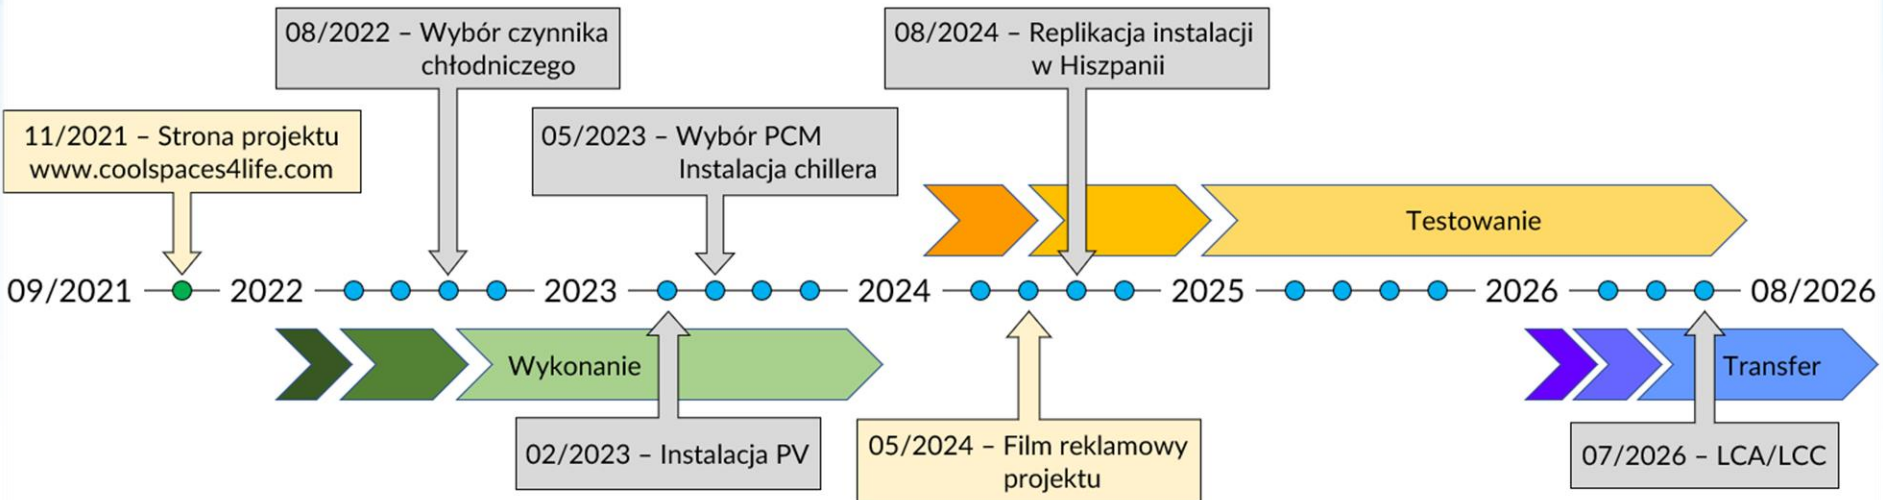 08/2022 – Wybór czynnika
chłodniczego
08/2024 – Replikacja instalacji
w Hiszpanii
11/2021 – Strona projektu
www.coolspaces4life.com
05/2023 – Wybór PCM
Instalacja chillera
Testowanie
09/2021 2022 2023 2024 2025 2026 08/2026
Wykonanie
Transfer
02/2023 – Instalacja PV
05/2024 – Film reklamowy
projektu
07/2026 – LCA/LCC